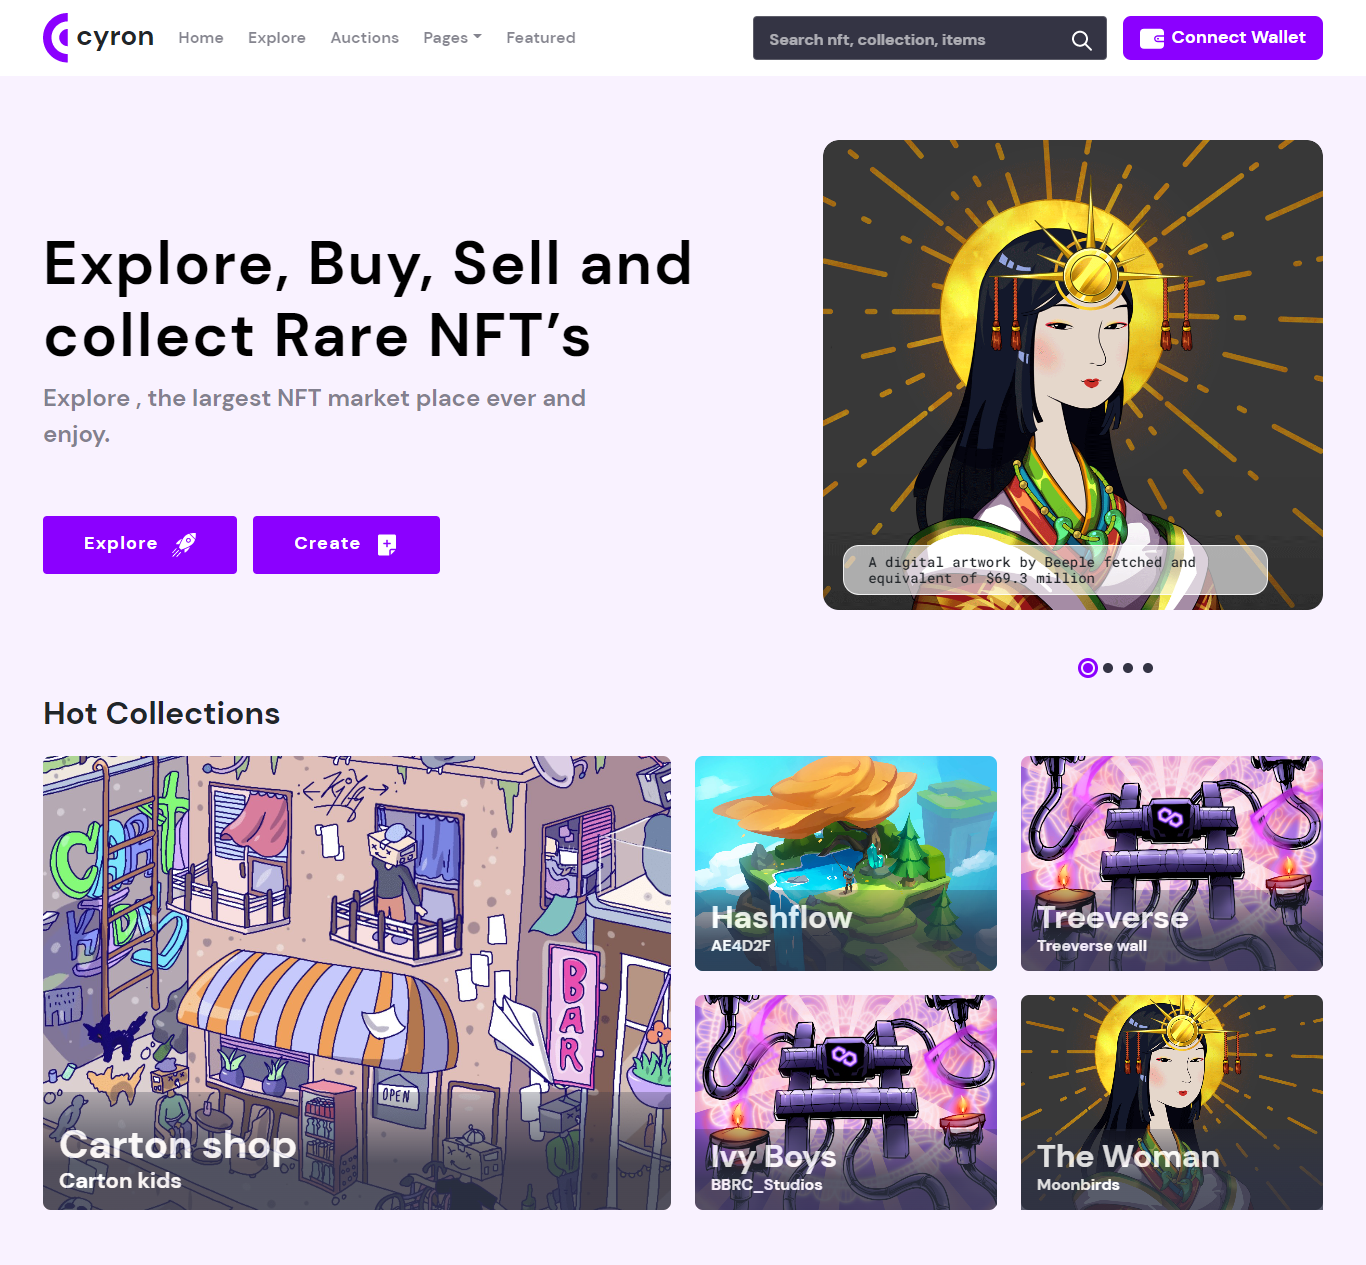 cyron
Home
Explore
Auctions
Pages
Featured
Search nft, collection, items
Connect Wallet
Explore, Buy, Sell and
collect Rare NFT’s
Explore , the largest NFT market place ever and
enjoy.
Explore
Create
A digital artwork by Beeple fetched and
equivalent of $69.3 million
Hot Collections
BAR
OPEN
Carton shop
Carton kids
Hashflow
AE4D2F
Treeverse
Treeverse wall
Ivy Boys
BBRC_Studios
The Woman
Moonbirds